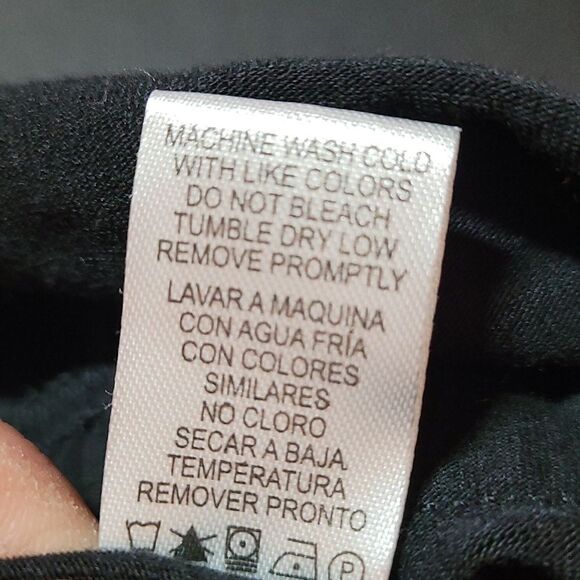 MACHINE WASH COLD
WITH LIKE COLORS
DO NOT BLEACH
TUMBLE DRY LOW
REMOVE PROMPTLY
LAVAR A MAQUINA
CON AGUA FRÍA
CON COLORES
SIMILARES
NO CLORO
SECAR A BAJA
TEMPERATURA
REMOVER PRONTO
P